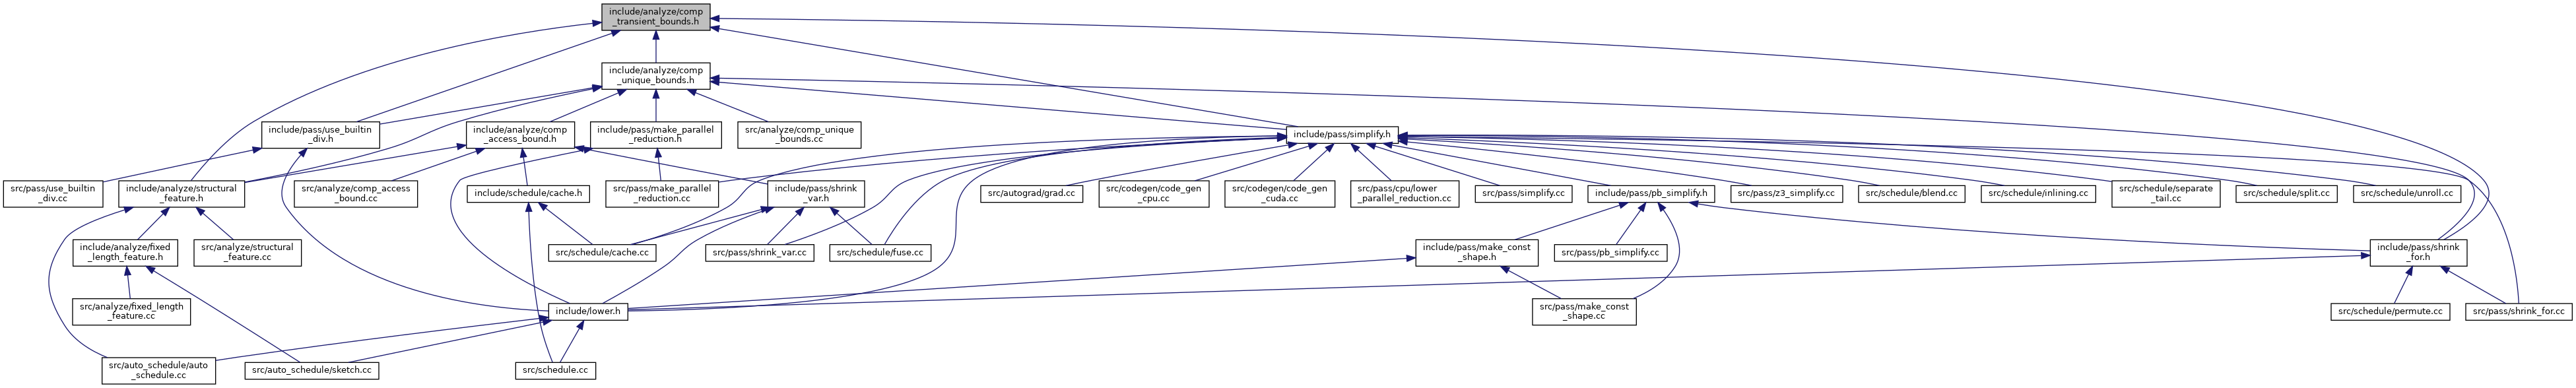 include/analyze/comp
_transient_bounds.h
include/analyze/comp
_unique_bounds.h
include/pass/use_builtin
_div.h
include/analyze/comp
_access_bound.h
include/pass/make_parallel
_reduction.h
src/analyze/comp_unique
_bounds.cc
include/pass/simplify.h
src/pass/use_builtin
_div.cc
include/analyze/structural
_feature.h
src/analyze/comp_access
_bound.cc
include/schedule/cache.h
src/pass/make_parallel
_reduction.cc
include/pass/shrink
_var.h
src/autograd/grad.cc
src/codegen/code_gen
_cpu.cc
src/codegen/code_gen
_cuda.cc
src/pass/cpu/lower
_parallel_reduction.cc
src/pass/simplify.cc
include/pass/pb_simplify.h
src/pass/z3_simplify.cc
src/schedule/blend.cc
src/schedule/inlining.cc
src/schedule/separate
_tail.cc
src/schedule/split.cc
src/schedule/unroll.cc
include/analyze/fixed
_length_feature.h
src/analyze/structural
_feature.cc
src/schedule/cache.cc
src/pass/shrink_var.cc
src/schedule/fuse.cc
include/pass/make_const
_shape.h
src/pass/pb_simplify.cc
include/pass/shrink
_for.h
src/analyze/fixed_length
_feature.cc
include/lower.h
src/pass/make_const
_shape.cc
src/schedule/permute.cc
src/pass/shrink_for.cc
src/auto_schedule/auto
_schedule.cc
src/auto_schedule/sketch.cc
src/schedule.cc